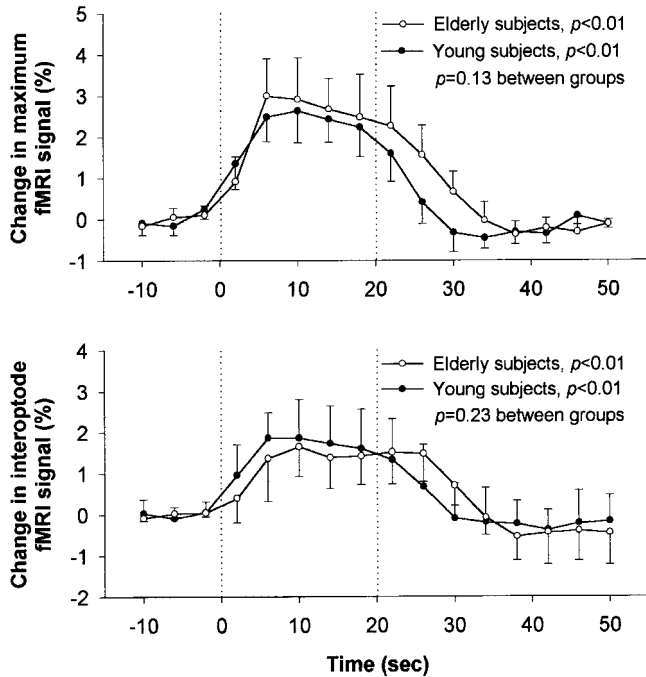 Change in maximum
fMRI signal (%)
5
4
3
2
1
0
-1
Elderly subjects, p<0.01
Young subjects, p<0.01
p=0.13 between groups
-10 0 10 20 30 40 50
Change in interoptode
fMRI signal (%)
4
3
2
1
0
-1
-2
Elderly subjects, p<0.01
Young subjects, p<0.01
p=0.23 between groups
-10 0 10 20 30 40 50
Time (sec)